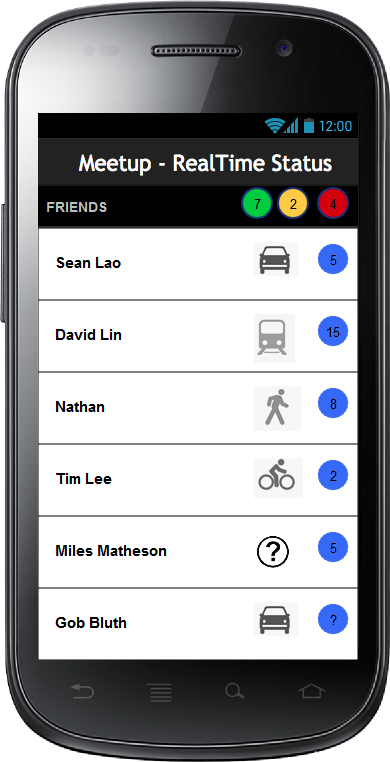 12:00
Meetup - RealTime Status
FRIENDS 7 2 4
Sean Lao 5
David Lin 15
Nathan 8
Tim Lee 2
Miles Matheson ? 5
Gob Bluth ?